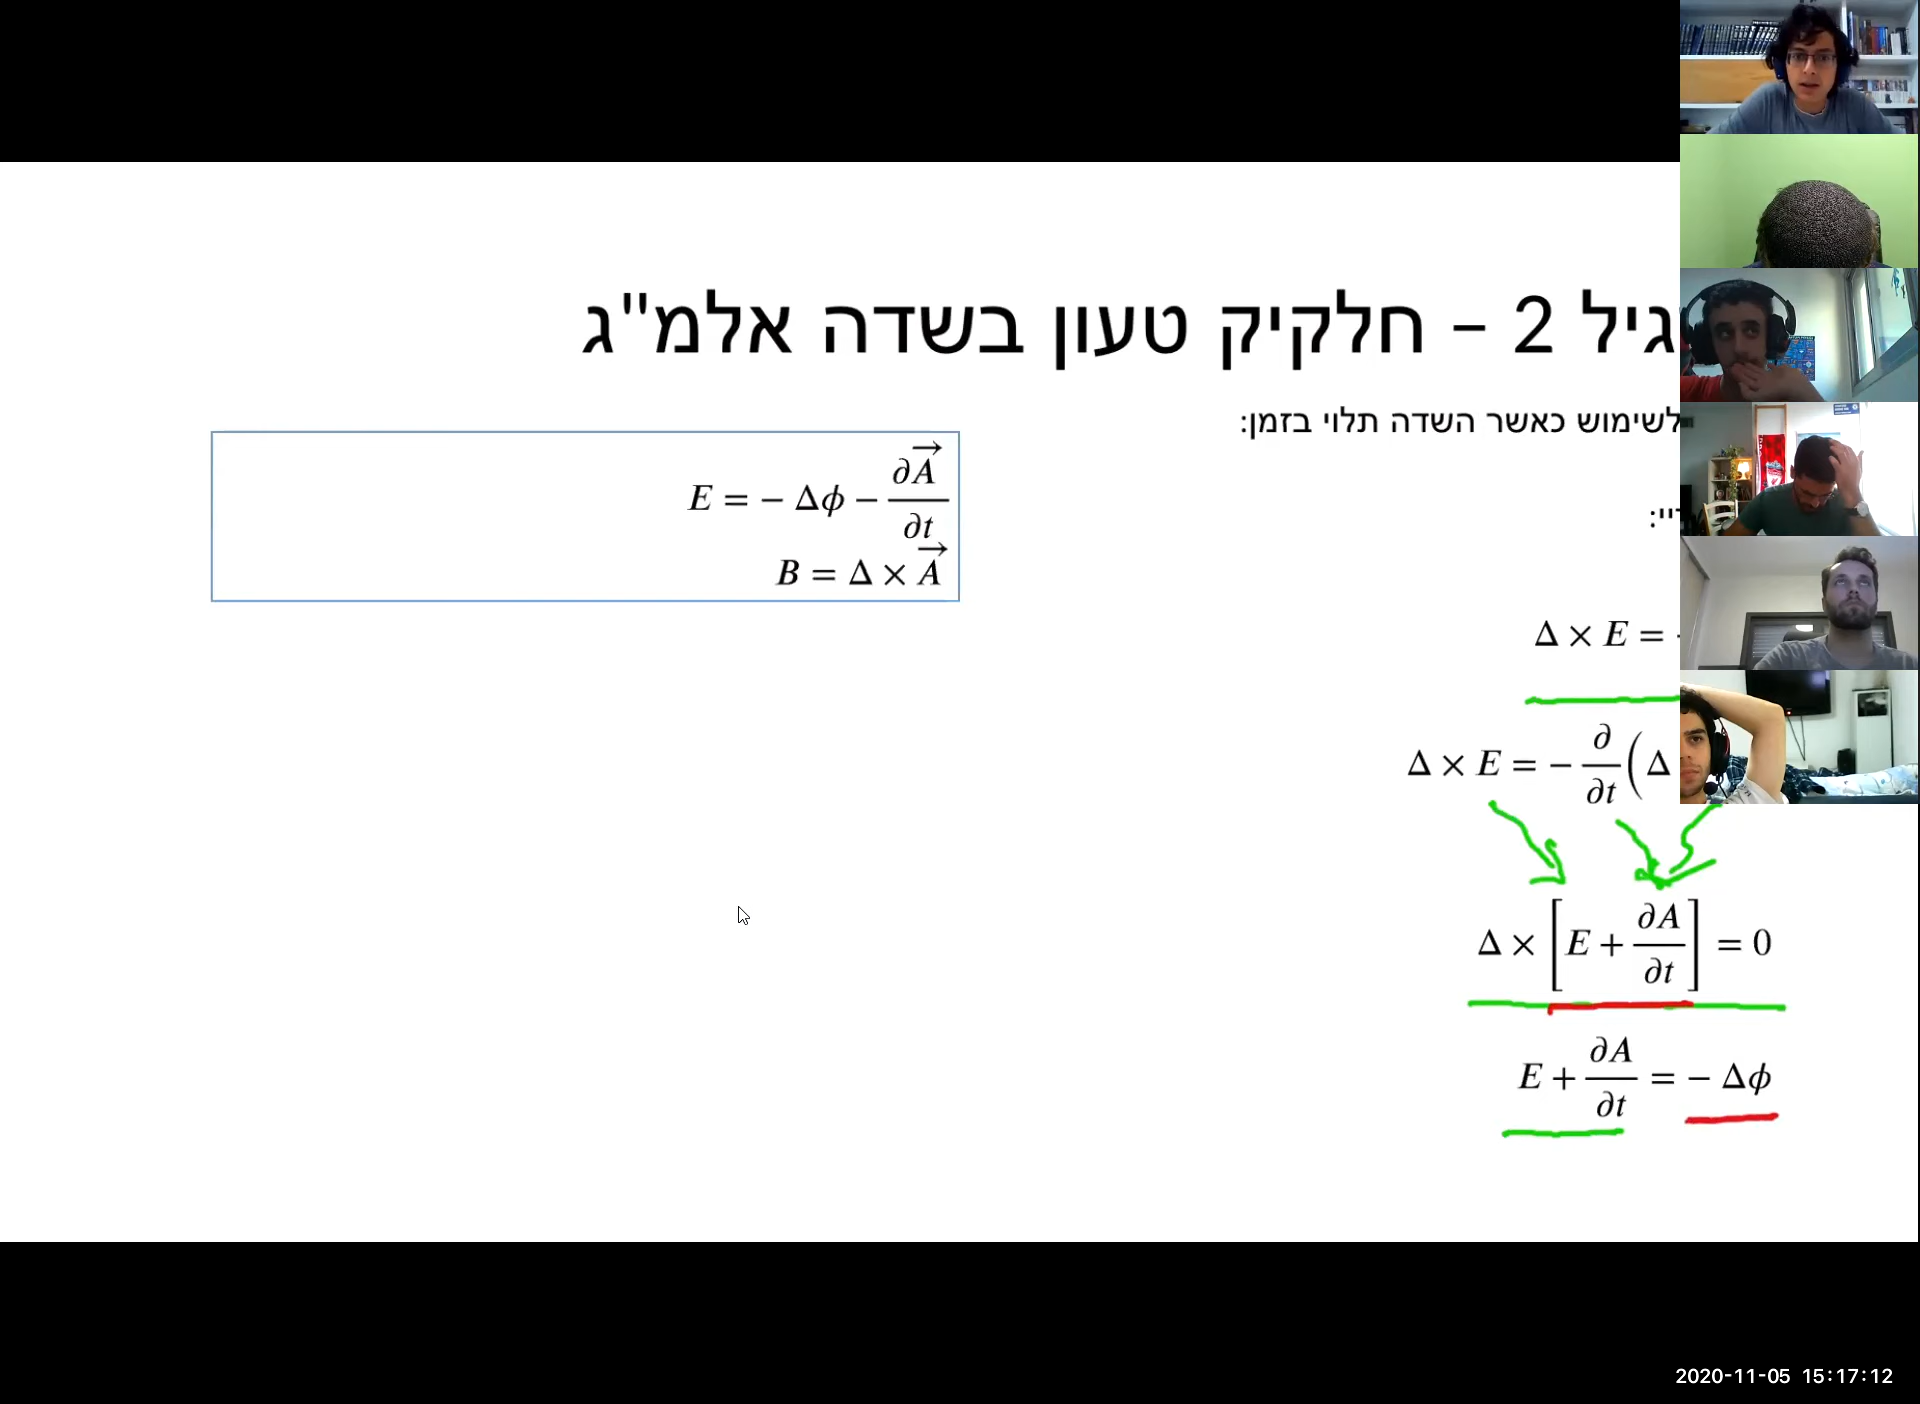 גיל 2 – חלקיק טעון בשדה אלמ"ג
לשימוש כאשר השדה תלוי בזמן:
E = − Δϕ − ∂A⃗/∂t
B = Δ × A⃗
Δ × E =
Δ × E = − ∂/∂t (Δ
Δ × [E + ∂A/∂t] = 0
E + ∂A/∂t = − Δϕ
2020-11-05 15:17:12